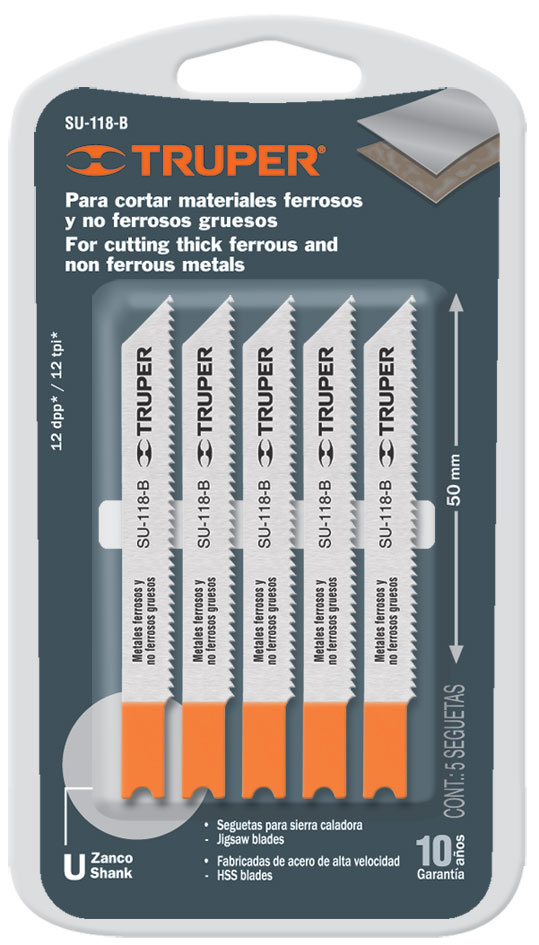 SU-118-B
TRUPER®
Para cortar materiales ferrosos
y no ferrosos gruesos
For cutting thick ferrous and
non ferrous metals
12 dpp* / 12 tpi*
TRUPER
SU-118-B
Metales ferrosos y
no ferrosos gruesos
TRUPER
SU-118-B
Metales ferrosos y
no ferrosos gruesos
TRUPER
SU-118-B
Metales ferrosos y
no ferrosos gruesos
TRUPER
SU-118-B
Metales ferrosos y
no ferrosos gruesos
TRUPER
SU-118-B
Metales ferrosos y
no ferrosos gruesos
50 mm
CONT.: 5 SEGUETAS
U Zanco
Shank
• Seguetas para sierra caladora
- Jigsaw blades
• Fabricadas de acero de alta velocidad
- HSS blades
10 años
Garantía